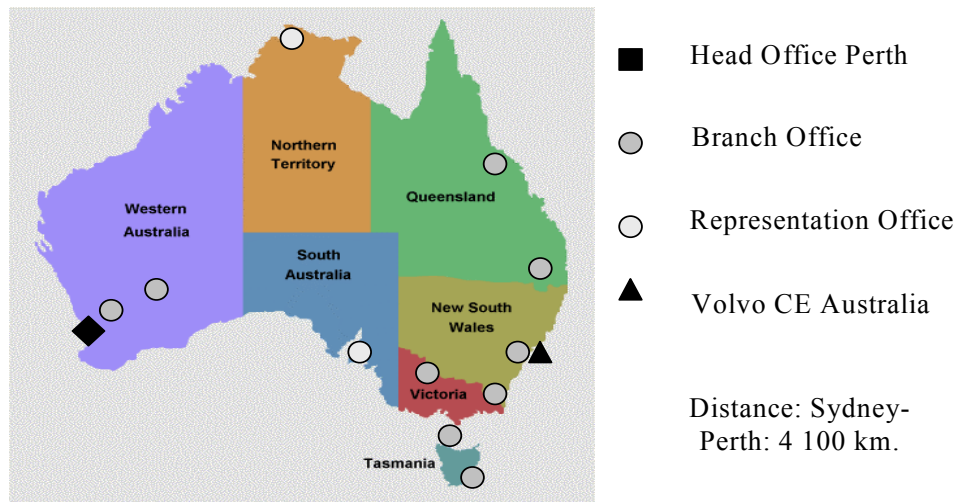 Northern
Territory
Queensland
Western
Australia
South
Australia
New South
Wales
Victoria
Tasmania
Head Office Perth
Branch Office
Representation Office
Volvo CE Australia
Distance: Sydney-
Perth: 4 100 km.